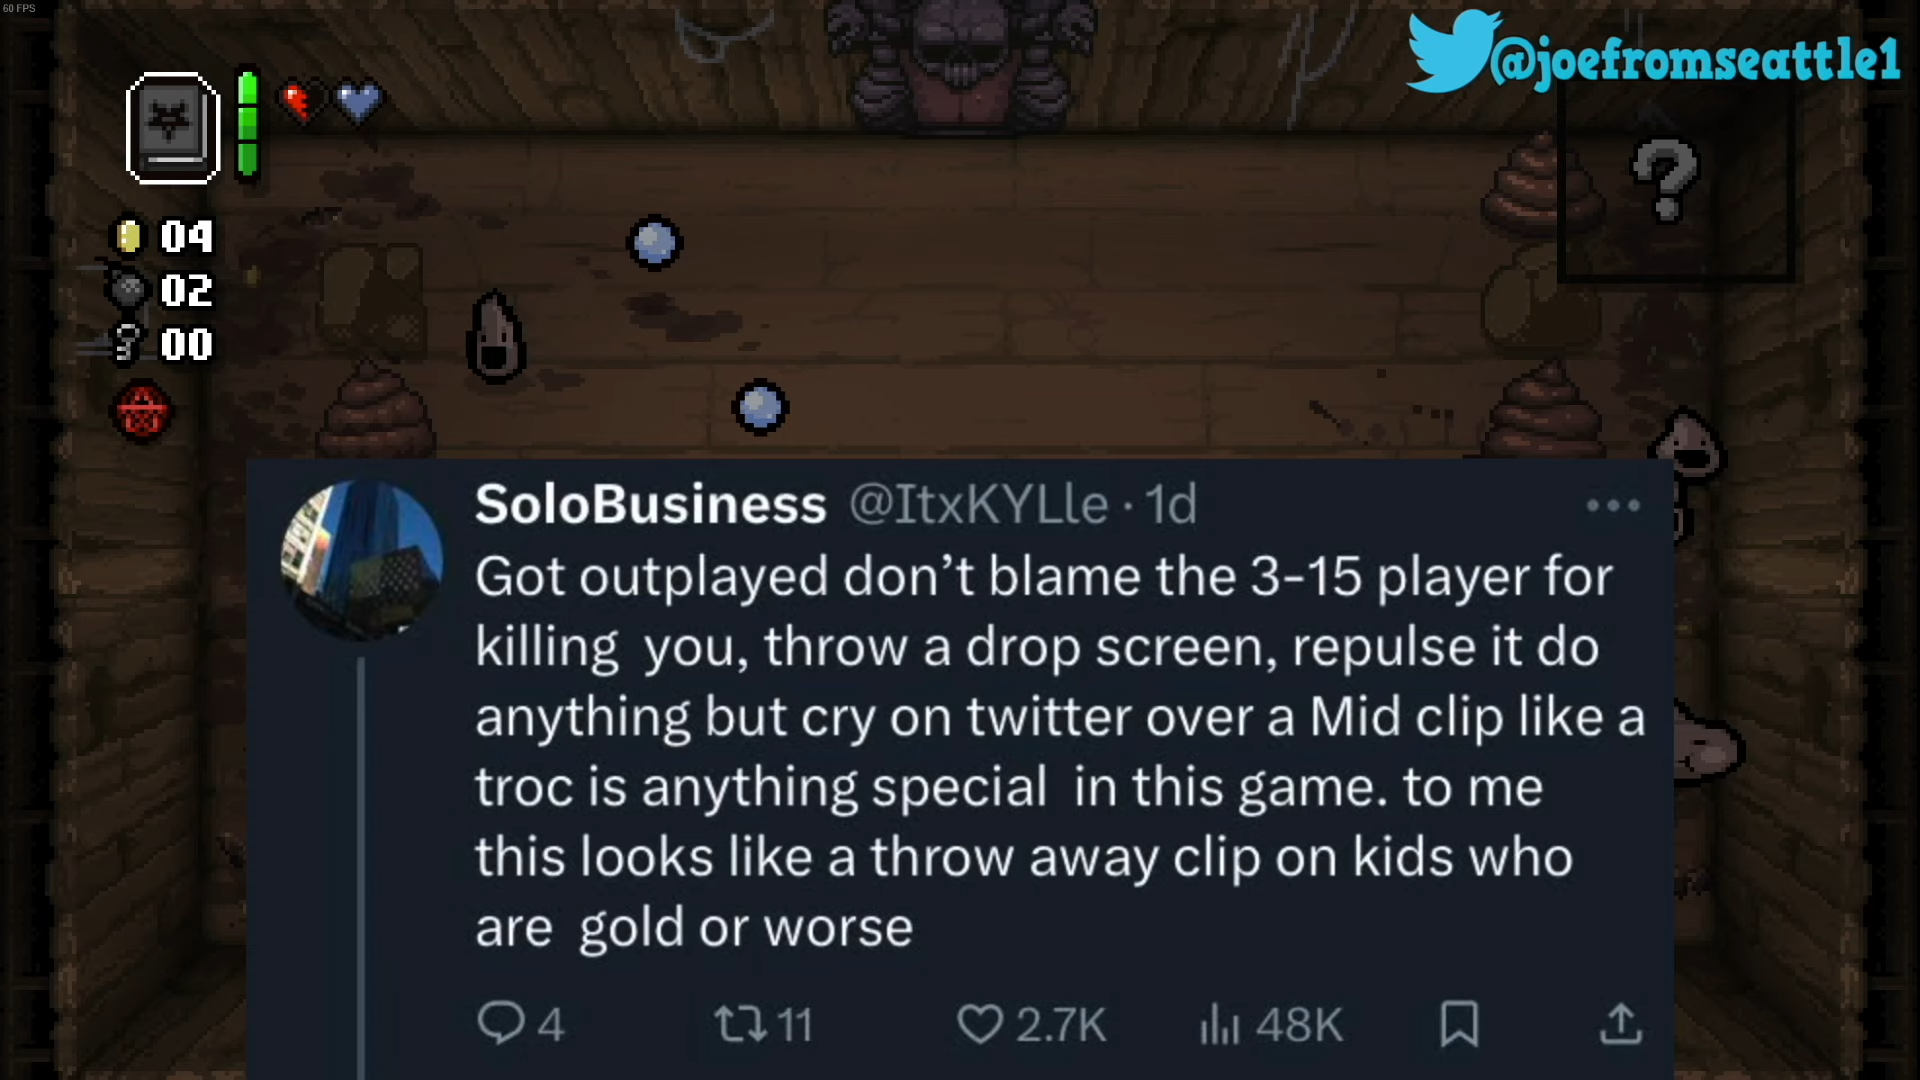 60 FPS
@joefromseattle1
04
02
00
SoloBusiness @ItxKYLle · 1d
Got outplayed don’t blame the 3-15 player for
killing you, throw a drop screen, repulse it do
anything but cry on twitter over a Mid clip like a
troc is anything special in this game. to me
this looks like a throw away clip on kids who
are gold or worse
4 11 2.7K 48K